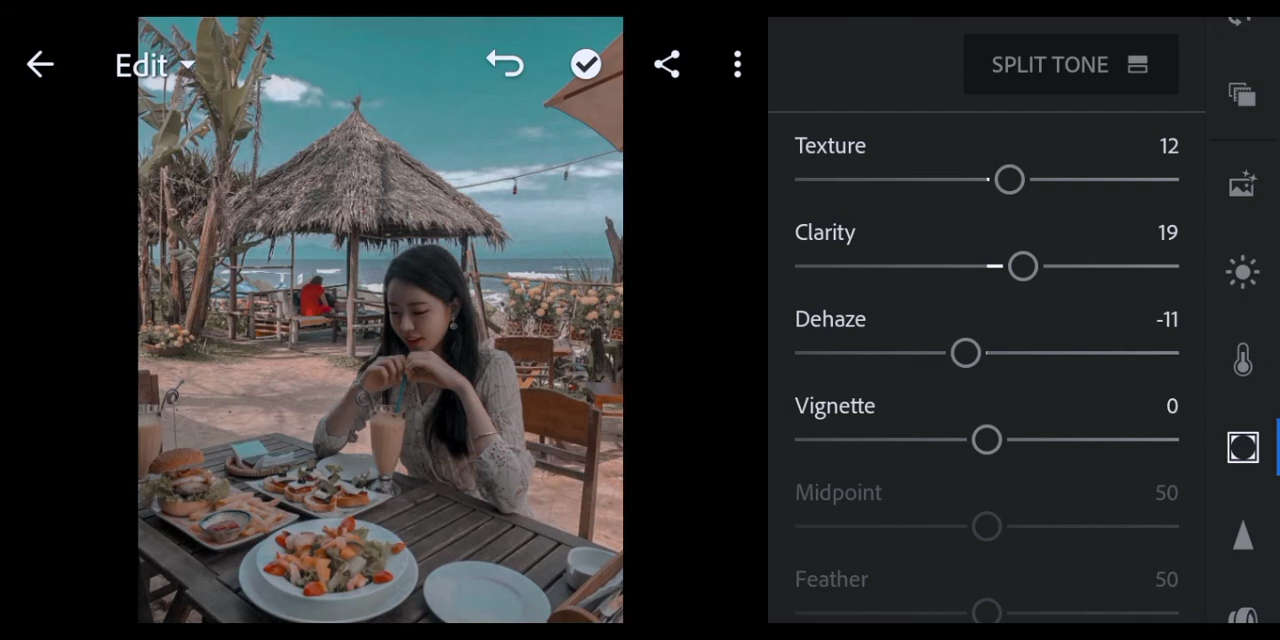 Edit
SPLIT TONE
Texture 12
Clarity 19
Dehaze -11
Vignette 0
Midpoint 50
Feather 50